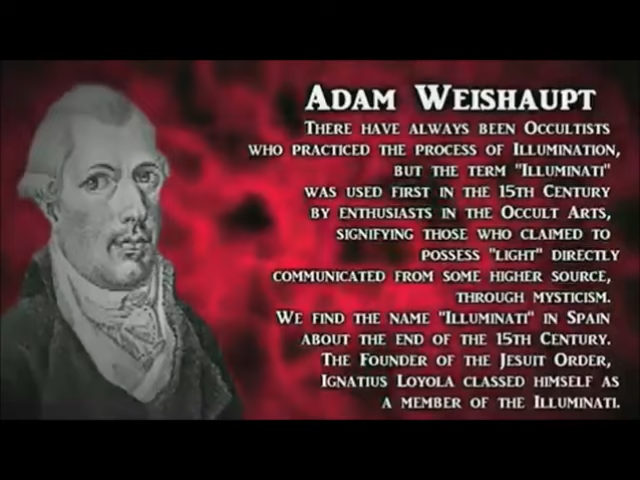 Adam Weishaupt
There have always been Occultists
who practiced the process of Illumination,
but the term "Illuminati"
was used first in the 15th Century
by enthusiasts in the Occult Arts,
signifying those who claimed to
possess "light" directly
communicated from some higher source,
through mysticism.
We find the name "Illuminati" in Spain
about the end of the 15th Century.
The Founder of the Jesuit Order,
Ignatius Loyola classed himself as
a member of the Illuminati.